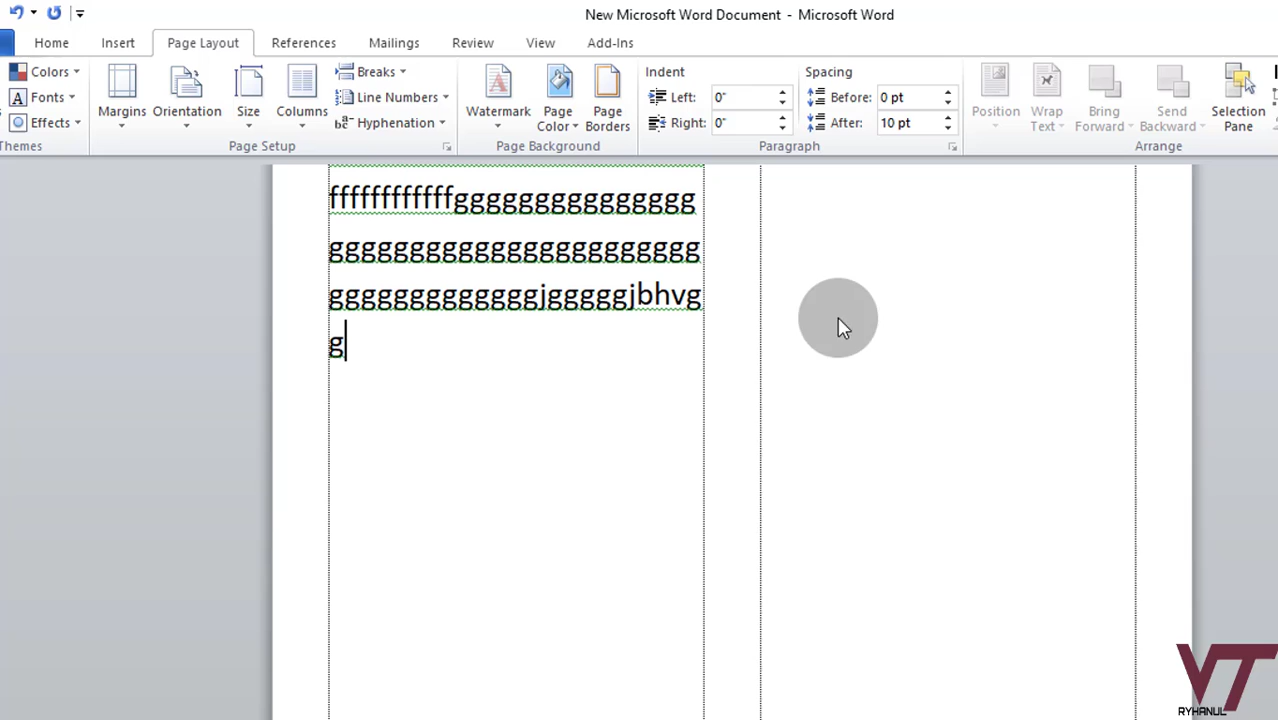 New Microsoft Word Document - Microsoft Word
Home Insert Page Layout References Mailings Review View Add-Ins
Colors
Fonts
Effects
Themes
Margins Orientation Size Columns
Breaks
Line Numbers
Hyphenation
Page Setup
Watermark Page Color Page Borders
Page Background
Indent
Left: 0"
Right: 0"
Spacing
Before: 0 pt
After: 10 pt
Paragraph
Position Wrap Text Bring Forward Send Backward Selection Pane
Arrange
ffffffffffffggggggggggggggg
ggggggggggggggggggggggg
gggggggggggggjgggggjbhvg
g
VT
RYHANUL